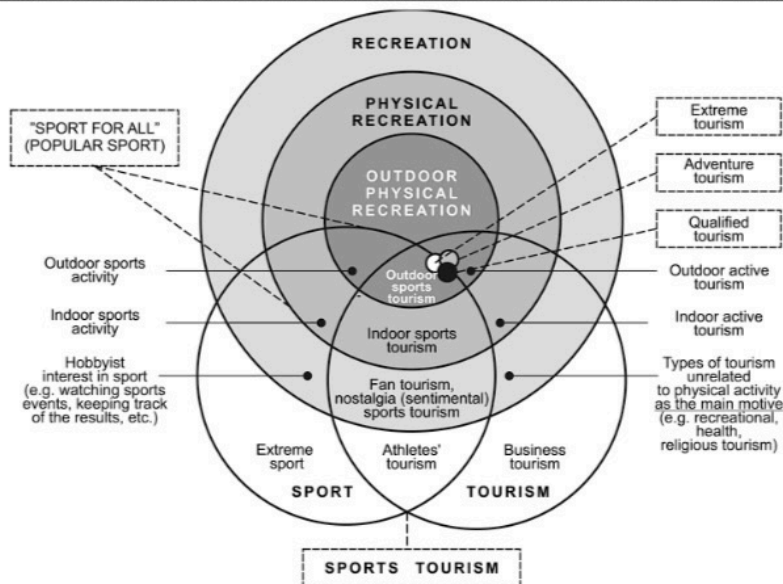 RECREATION
PHYSICAL
RECREATION
OUTDOOR
PHYSICAL
RECREATION
"SPORT FOR ALL"
(POPULAR SPORT)
Extreme
tourism
Adventure
tourism
Qualified
tourism
Outdoor sports
activity
Outdoor
sports
tourism
Outdoor active
tourism
Indoor sports
activity
Indoor sports
tourism
Indoor active
tourism
Hobbyist
interest in sport
(e.g. watching sports
events, keeping track
of the results, etc.)
Fan tourism,
nostalgia (sentimental)
sports tourism
Types of tourism
unrelated
to physical activity
as the main motive
(e.g. recreational,
health,
religious tourism)
Extreme
sport
Athletes'
tourism
Business
tourism
SPORT
TOURISM
SPORTS TOURISM